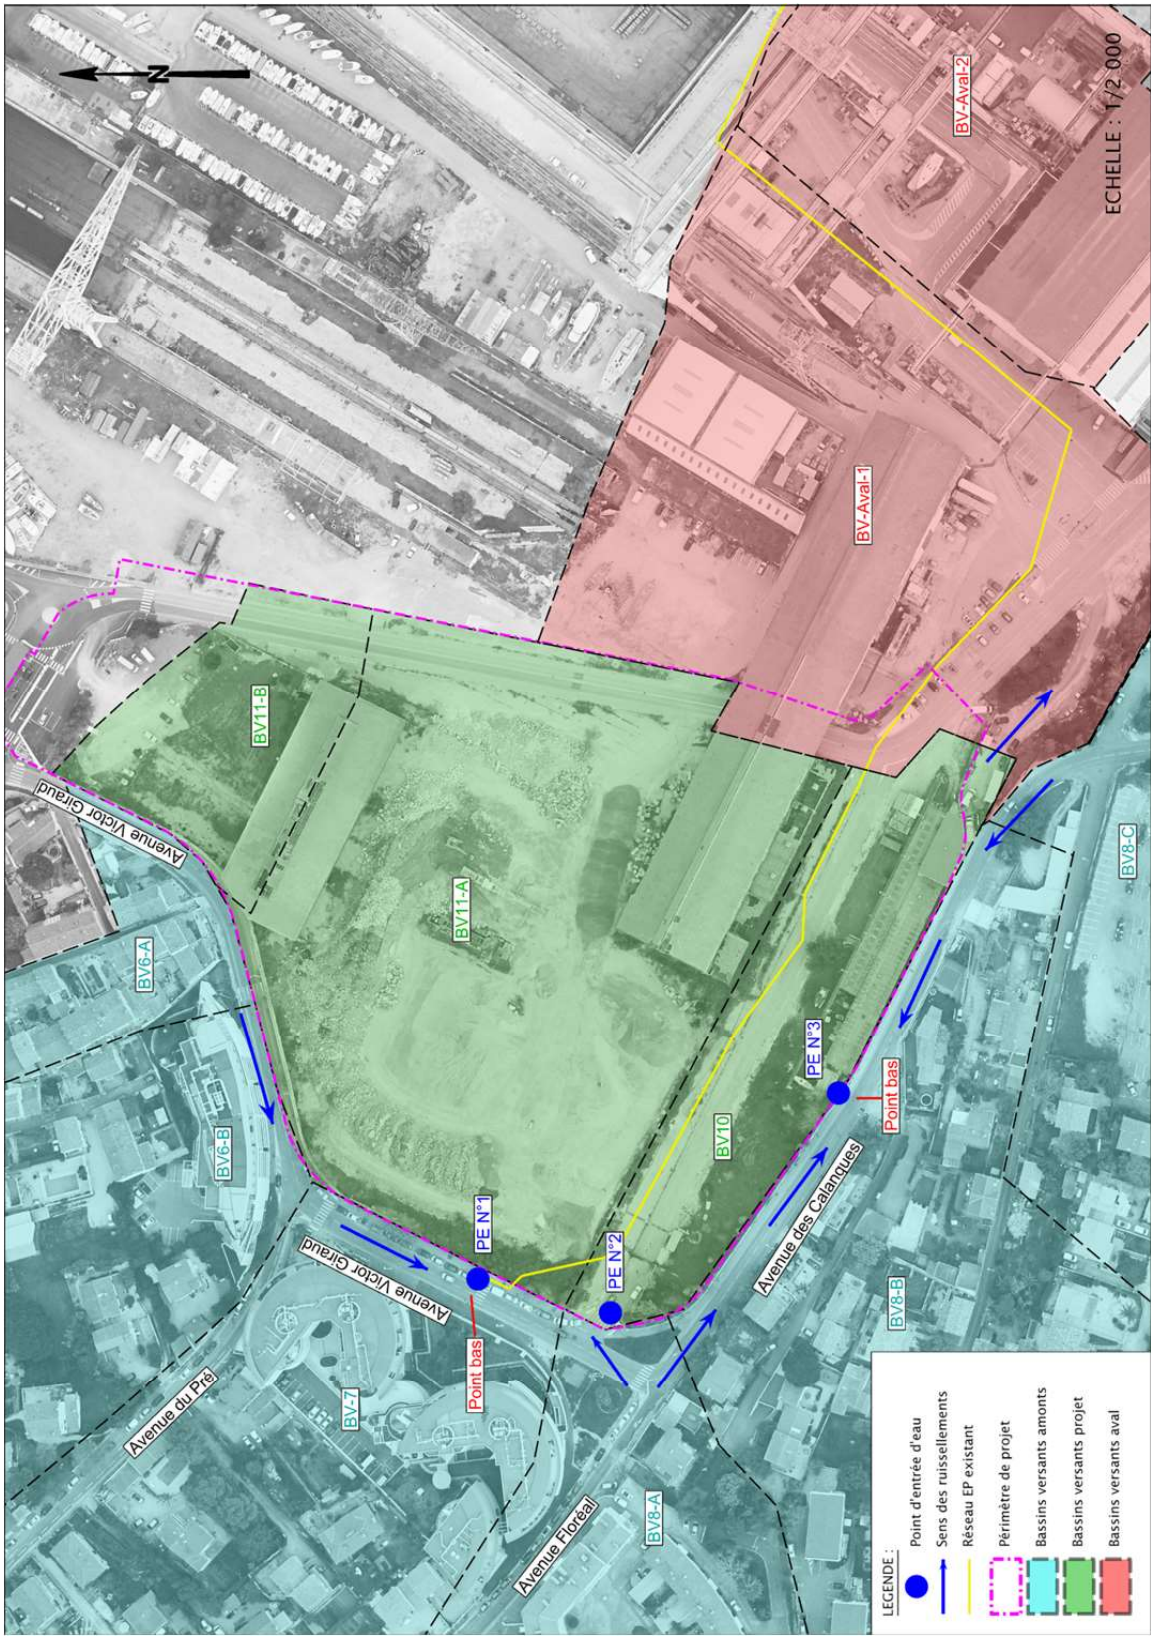 N
BV-Aval-2
ECHELLE : 1/2 000
BV-Aval-1
BV11-B
Avenue Victor Giraud
BV11-A
BV6-A
BV8-C
BV6-B
PE N°3
Point bas
BV10
PE N°1
PE N°2
Avenue des Calanques
Avenue Victor Giraud
Point bas
BV8-B
Avenue du Pré
BV-7
Avenue Floréal
BV8-A
LEGENDE :
Point d'entrée d'eau
Sens des ruissellements
Réseau EP existant
Périmètre de projet
Bassins versants amonts
Bassins versants projet
Bassins versants aval